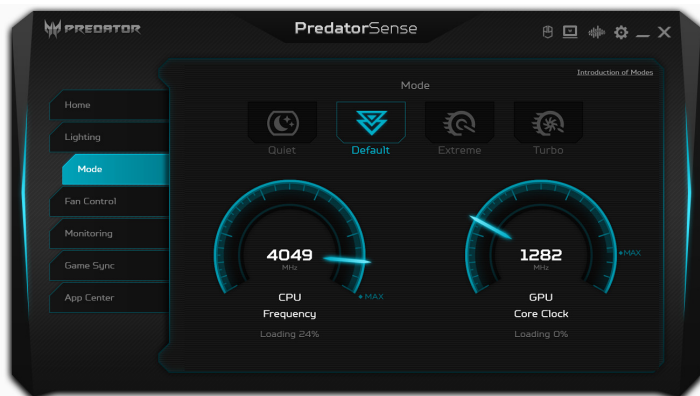 PREDATOR
PredatorSense
Introduction of Modes
Mode
Home
Lighting
Mode
Fan Control
Monitoring
Game Sync
App Center
Quiet
Default
Extreme
Turbo
4049
MHz
MAX
CPU
Frequency
Loading 24%
1282
MHz
MAX
GPU
Core Clock
Loading 0%